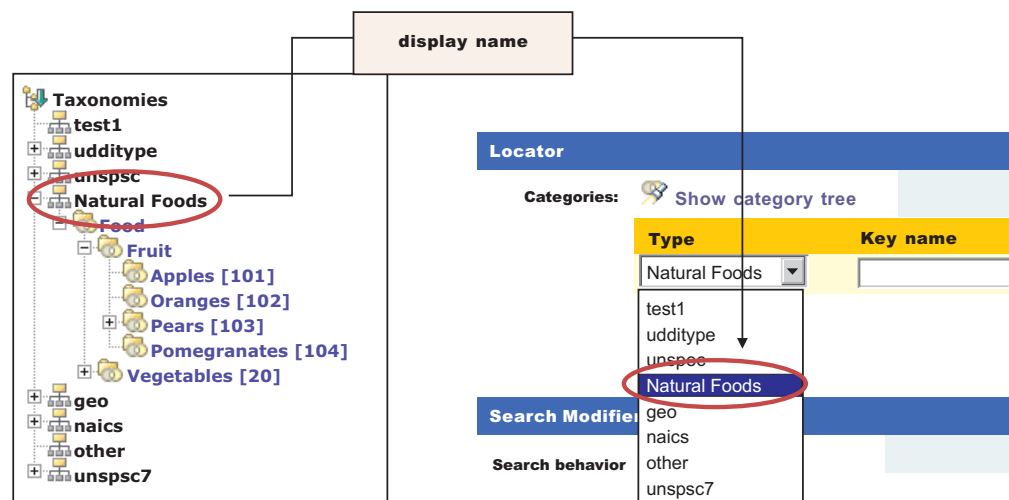 display name
Taxonomies
test1
udditype
unspsc
Natural Foods
Food
Fruit
Apples [101]
Oranges [102]
Pears [103]
Pomegranates [104]
Vegetables [20]
geo
naics
other
unspsc7
Locator
Categories:
Show category tree
Type
Key name
Natural Foods
test1
udditype
unspsc
Natural Foods
geo
naics
other
unspsc7
Search Modifie
Search behavior